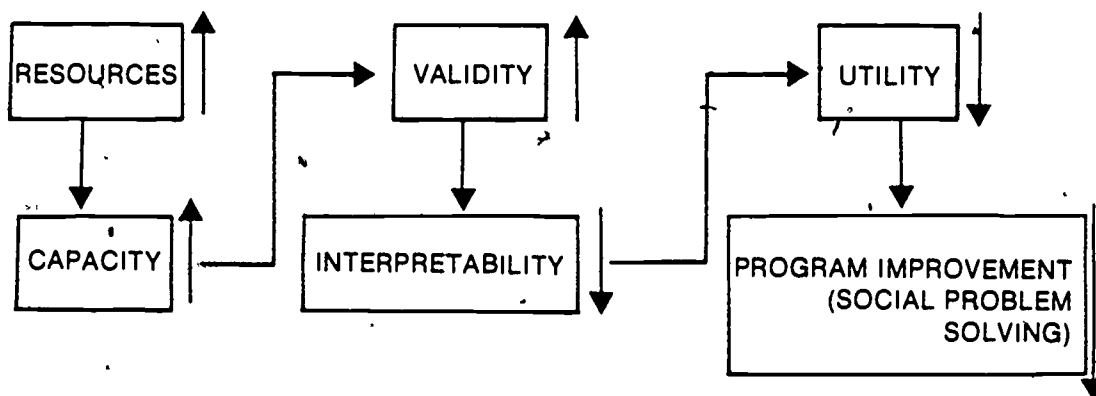 RESOURCES
CAPACITY
VALIDITY
INTERPRETABILITY
UTILITY
PROGRAM IMPROVEMENT
(SOCIAL PROBLEM
SOLVING)